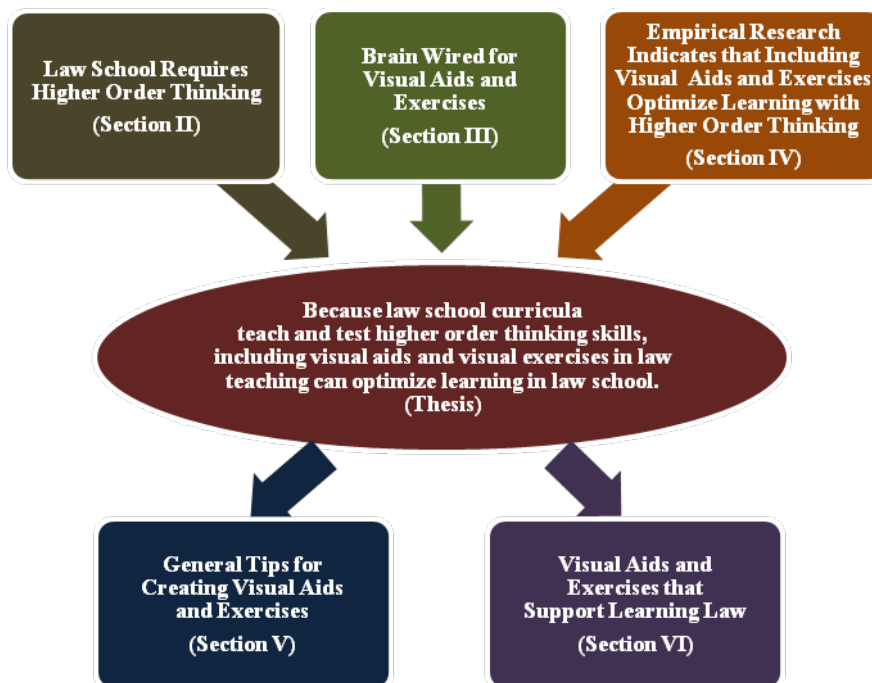 Law School Requires
Higher Order Thinking
(Section II)
Brain Wired for
Visual Aids and
Exercises
(Section III)
Empirical Research
Indicates that Including
Visual Aids and Exercises
Optimize Learning with
Higher Order Thinking
(Section IV)
Because law school curricula
teach and test higher order thinking skills,
including visual aids and visual exercises in law
teaching can optimize learning in law school.
(Thesis)
General Tips for
Creating Visual Aids
and Exercises
(Section V)
Visual Aids and
Exercises that
Support Learning Law
(Section VI)